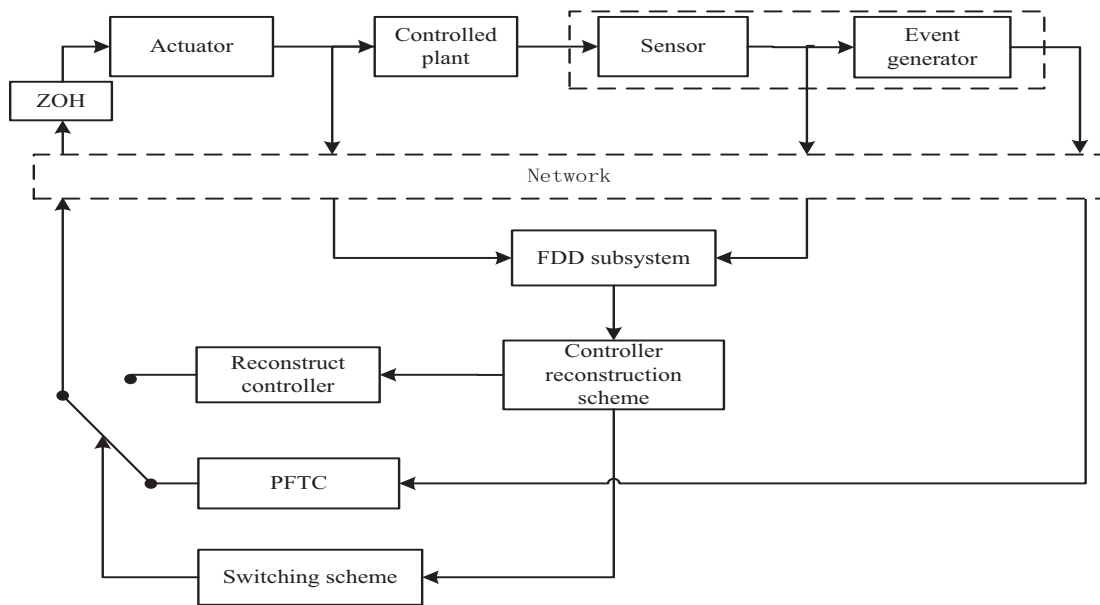 Actuator
Controlled
plant
Sensor
Event
generator
ZOH
Network
FDD subsystem
Reconstruct
controller
Controller
reconstruction
scheme
PFTC
Switching scheme